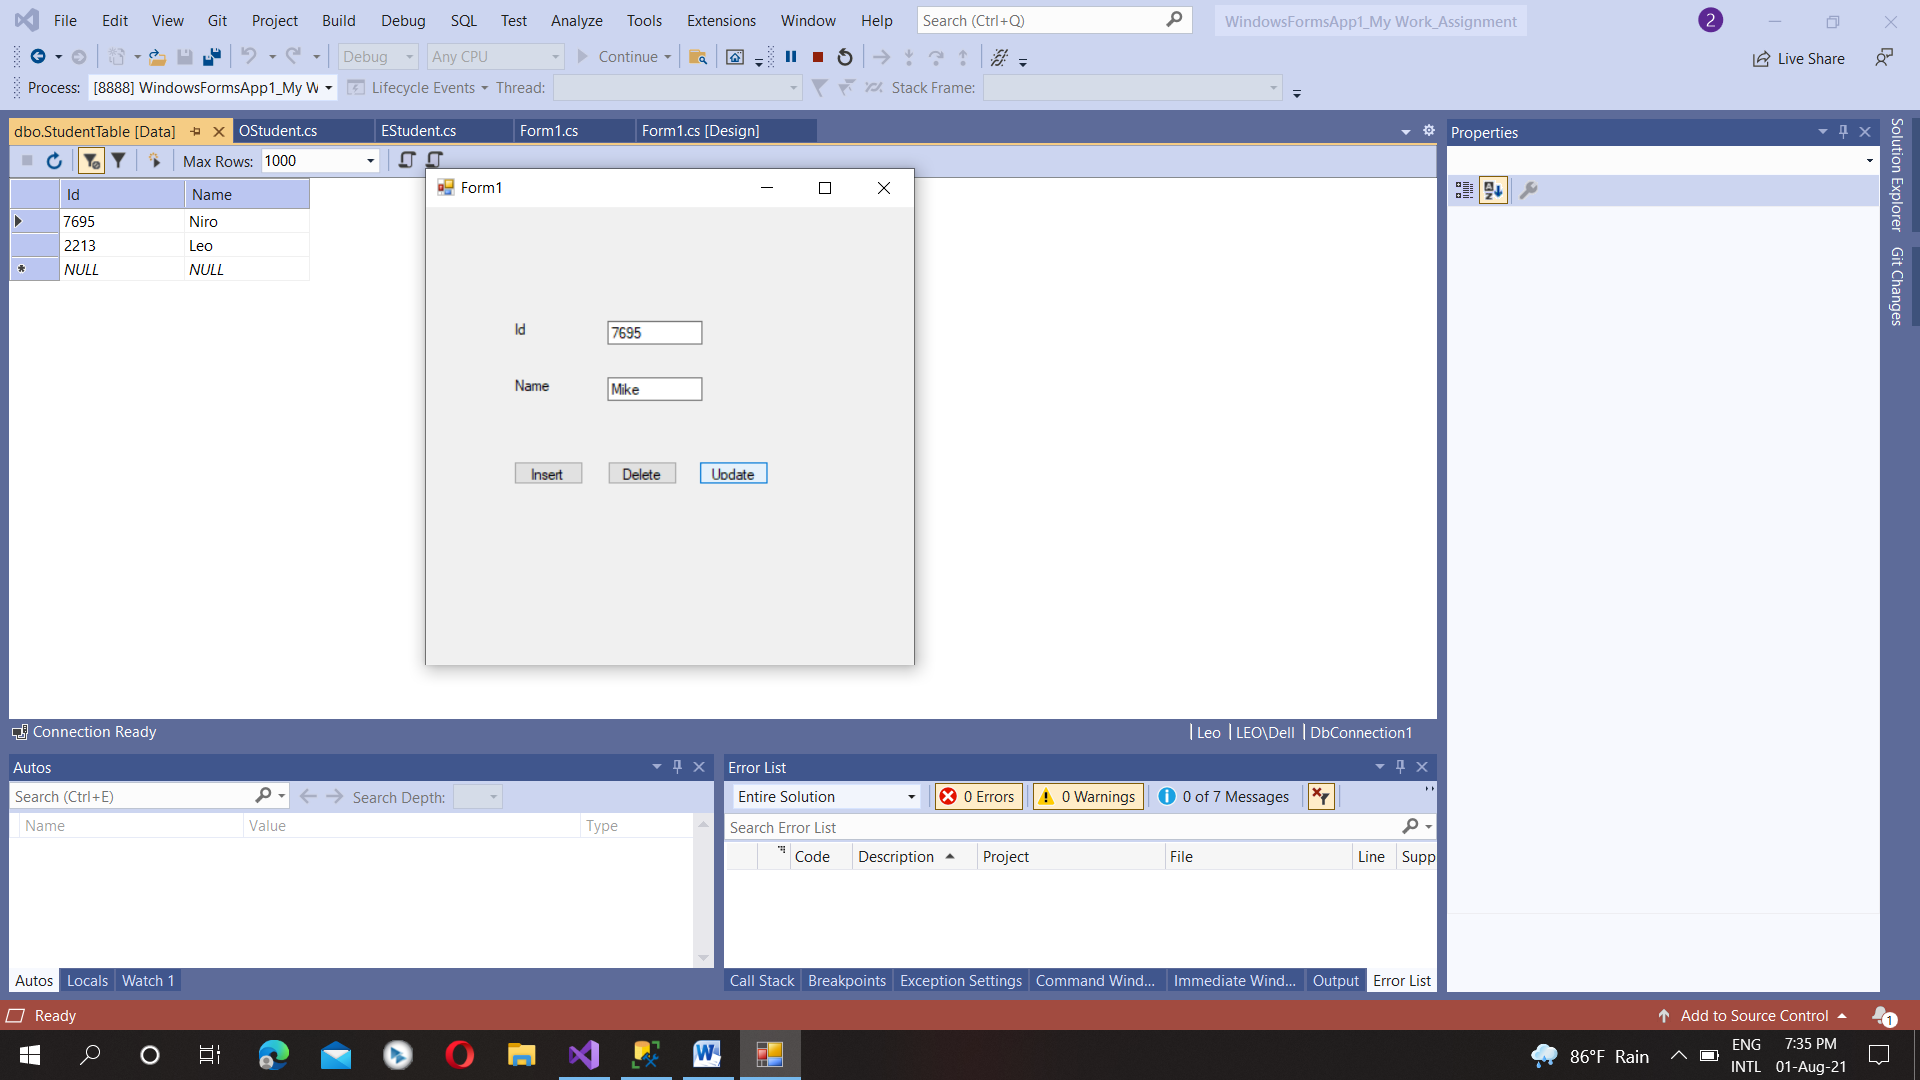 File Edit View Git Project Build Debug SQL Test Analyze Tools Extensions Window Help Search (Ctrl+Q) WindowsFormsApp1_My Work_Assignment 2
Debug Any CPU Continue Live Share
Process: [8888] WindowsFormsApp1_My W Lifecycle Events Thread: Stack Frame:
dbo.StudentTable [Data] OStudent.cs EStudent.cs Form1.cs Form1.cs [Design]
Max Rows: 1000
Id Name
7695 Niro
2213 Leo
NULL NULL
Form1
Id 7695
Name Mike
Insert Delete Update
Properties
Solution Explorer
Git Changes
Connection Ready Leo LEO\Dell DbConnection1
Autos
Search (Ctrl+E) Search Depth:
Name Value Type
Autos Locals Watch 1
Error List
Entire Solution 0 Errors 0 Warnings 0 of 7 Messages
Search Error List
Code Description Project File Line Supp
Call Stack Breakpoints Exception Settings Command Wind... Immediate Wind... Output Error List
Ready Add to Source Control 1
86°F Rain ENG INTL 7:35 PM 01-Aug-21